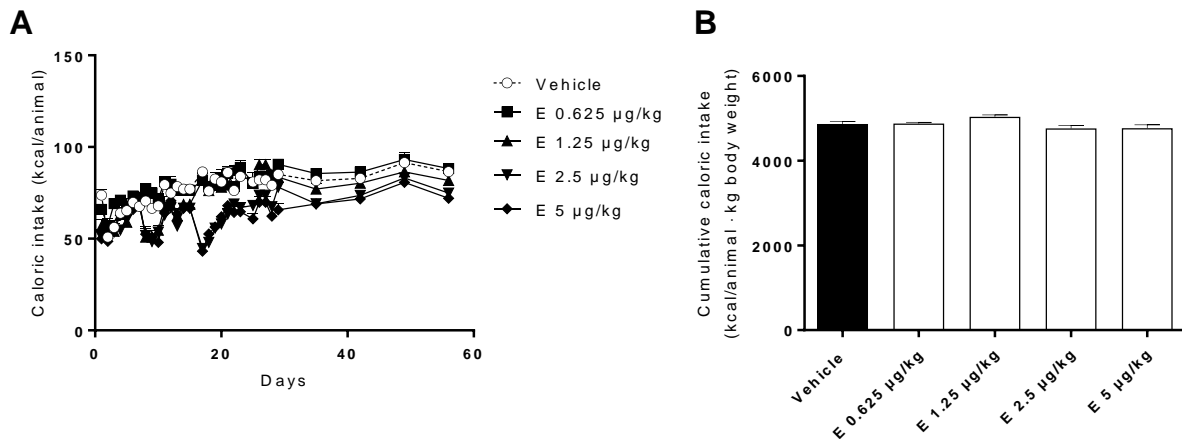 A
Caloric intake (kcal/animal)
150
100
50
0
0
20
40
60
Days
Vehicle
E 0.625 µg/kg
E 1.25 µg/kg
E 2.5 µg/kg
E 5 µg/kg
B
Cumulative caloric intake
(kcal/animal · kg body weight)
6000
4000
2000
0
Vehicle
E 0.625 µg/kg
E 1.25 µg/kg
E 2.5 µg/kg
E 5 µg/kg